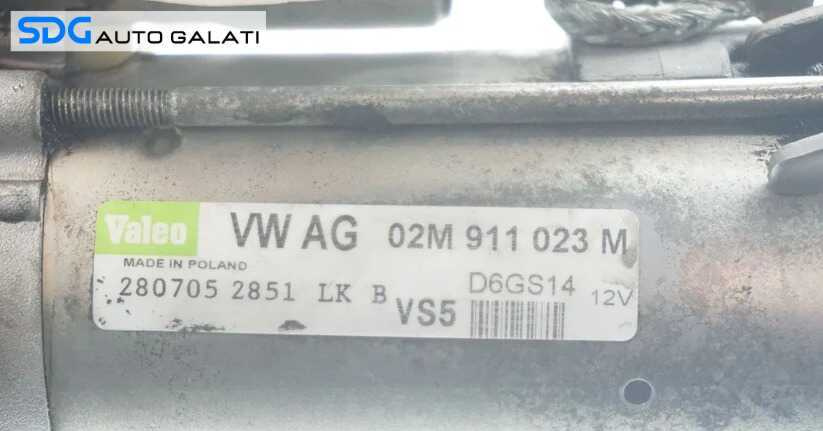 SDG AUTO GALATI
Valeo VW AG 02M 911 023 M
MADE IN POLAND
280705 2851 LK B VS5 D6GS14 12V